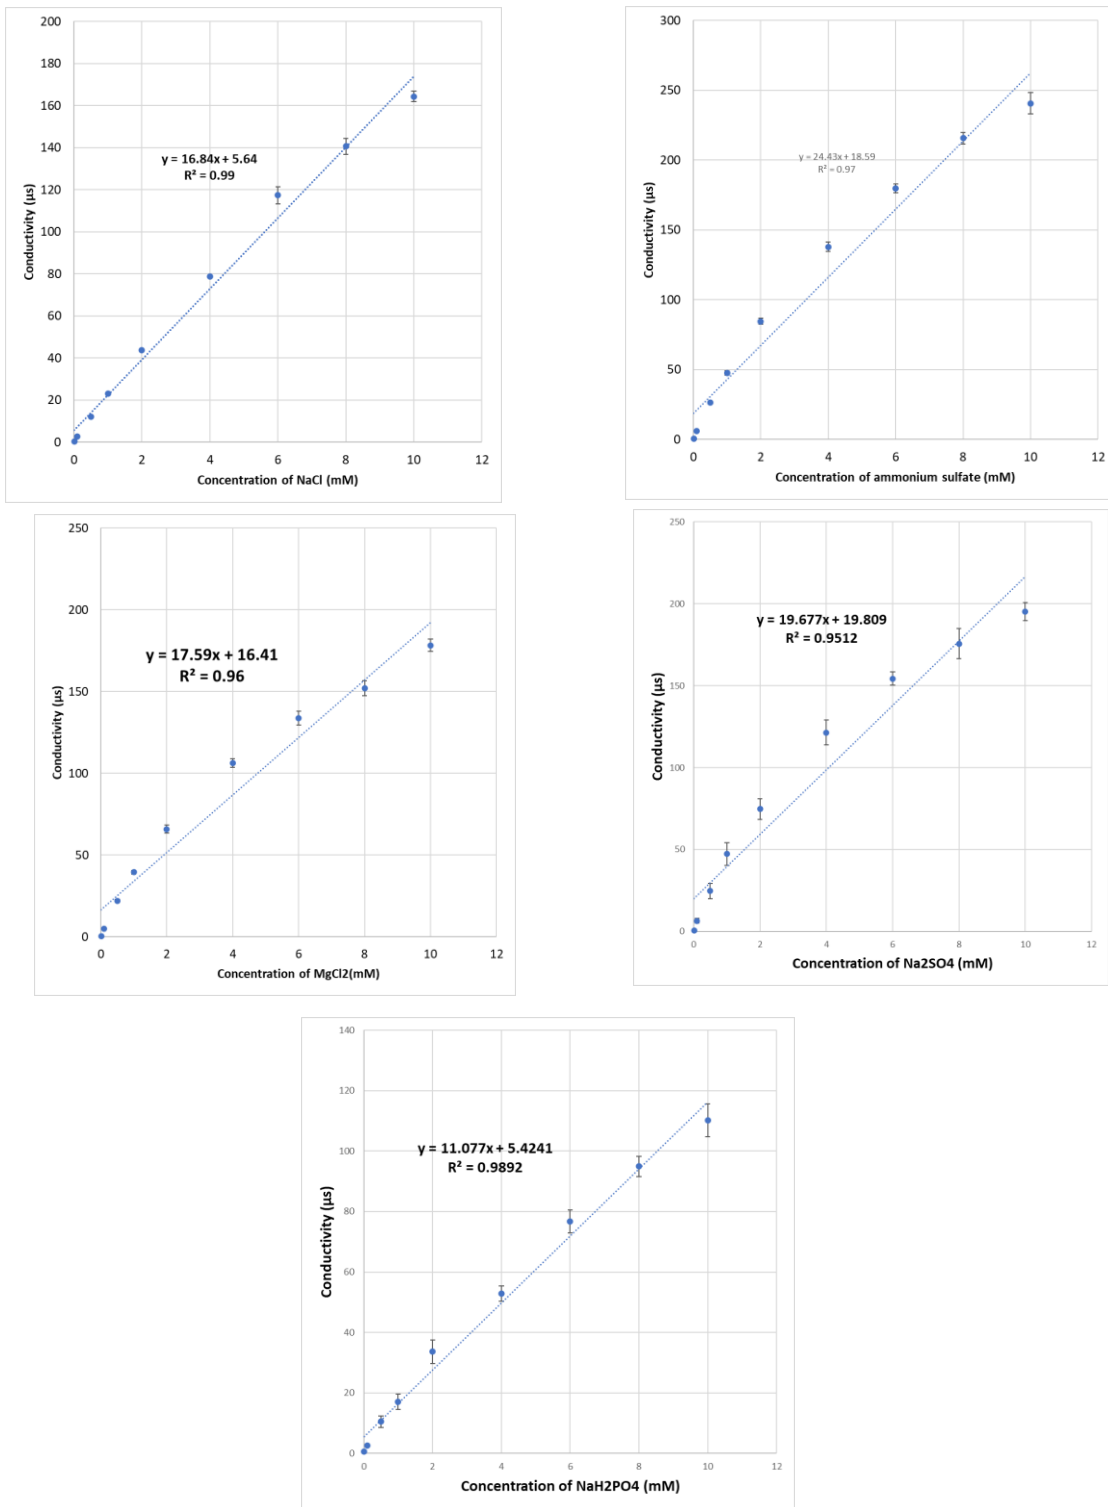 200
180
160
140
120
100
80
60
40
20
0
Conductivity (µs)
y = 16.84x + 5.64
R² = 0.99
0 2 4 6 8 10 12
Concentration of NaCl (mM)
300
250
200
150
100
50
0
Conductivity (µs)
y = 24.43x + 18.59
R² = 0.97
0 2 4 6 8 10 12
Concentration of ammonium sulfate (mM)
250
200
150
100
50
0
Conductivity (µs)
y = 17.59x + 16.41
R² = 0.96
0 2 4 6 8 10 12
Concentration of MgCl2(mM)
250
200
150
100
50
0
Conductivity (µs)
y = 19.677x + 19.809
R² = 0.9512
0 2 4 6 8 10 12
Concentration of Na2SO4 (mM)
140
120
100
80
60
40
20
0
Conductivity (µs)
y = 11.077x + 5.4241
R² = 0.9892
0 2 4 6 8 10 12
Concentration of NaH2PO4 (mM)